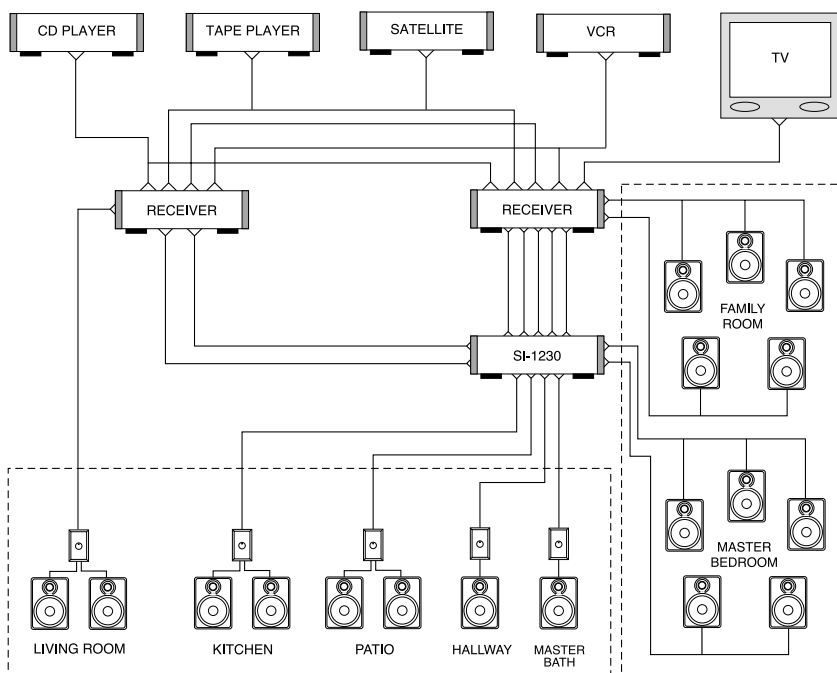 CD PLAYER
TAPE PLAYER
SATELLITE
VCR
TV
RECEIVER
RECEIVER
FAMILY
ROOM
SI-1230
MASTER
BEDROOM
LIVING ROOM
KITCHEN
PATIO
HALLWAY
MASTER
BATH